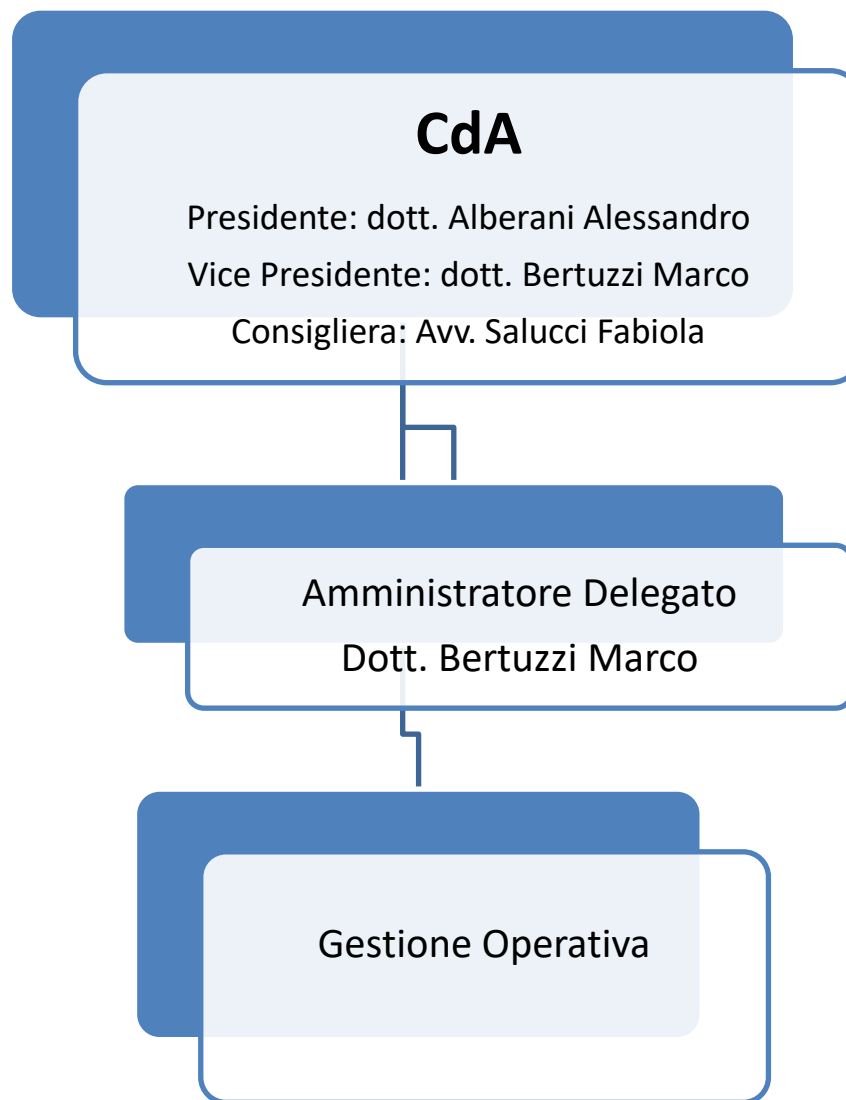 CdA
Presidente: dott. Alberani Alessandro
Vice Presidente: dott. Bertuzzi Marco
Consigliera: Avv. Salucci Fabiola
Amministratore Delegato
Dott. Bertuzzi Marco
Gestione Operativa